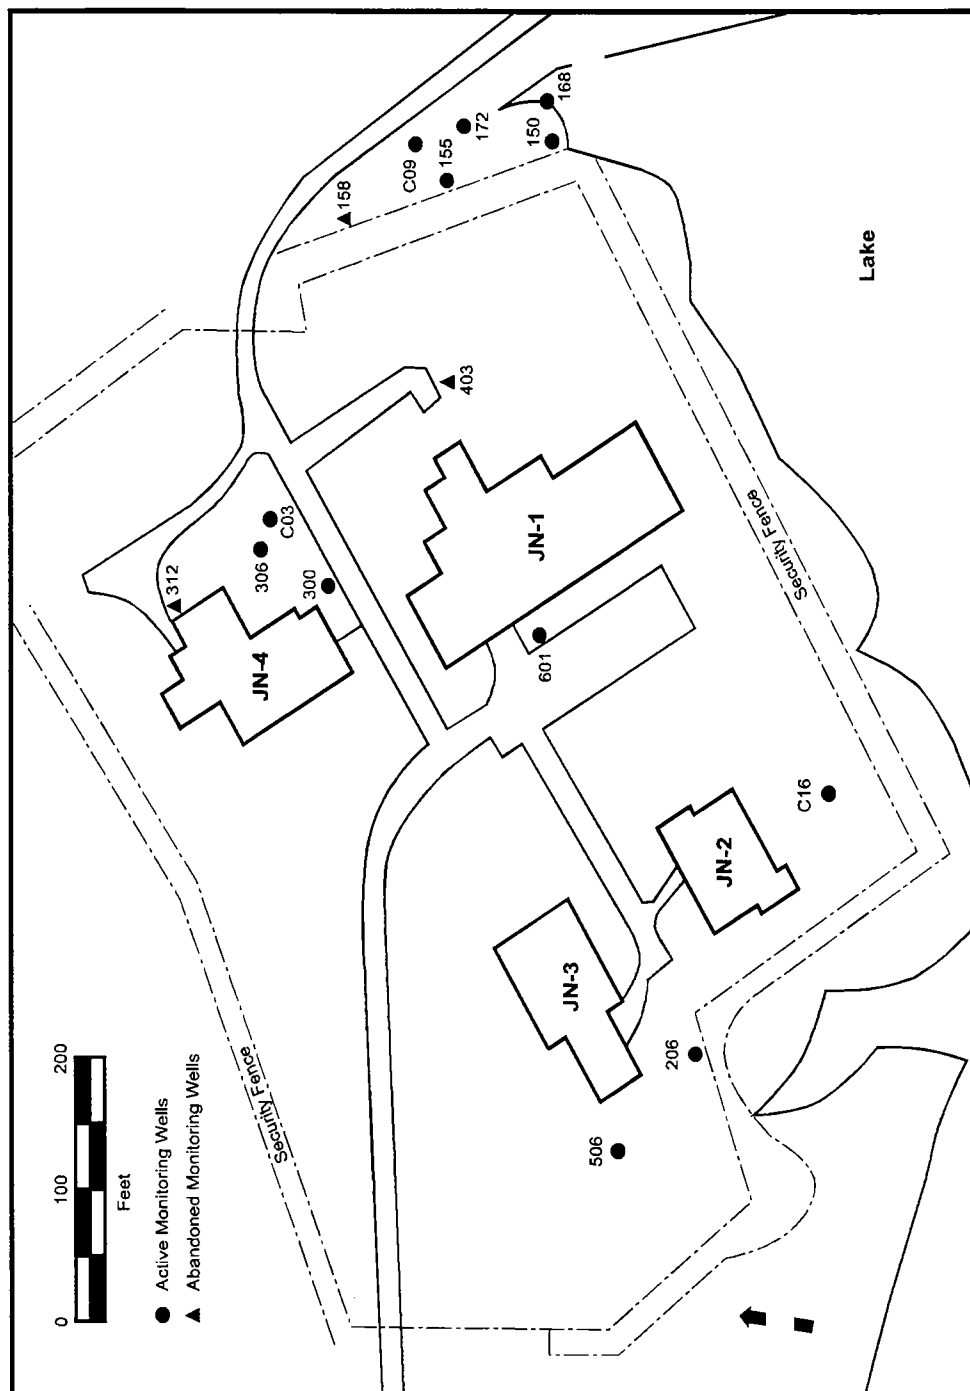 0 100 200
Feet
Active Monitoring Wells
Abandoned Monitoring Wells
Security Fence
JN-4
312
306
C03
300
158
C09
155
172
150
168
403
JN-1
601
JN-3
JN-2
506
206
C16
Security Fence
Lake